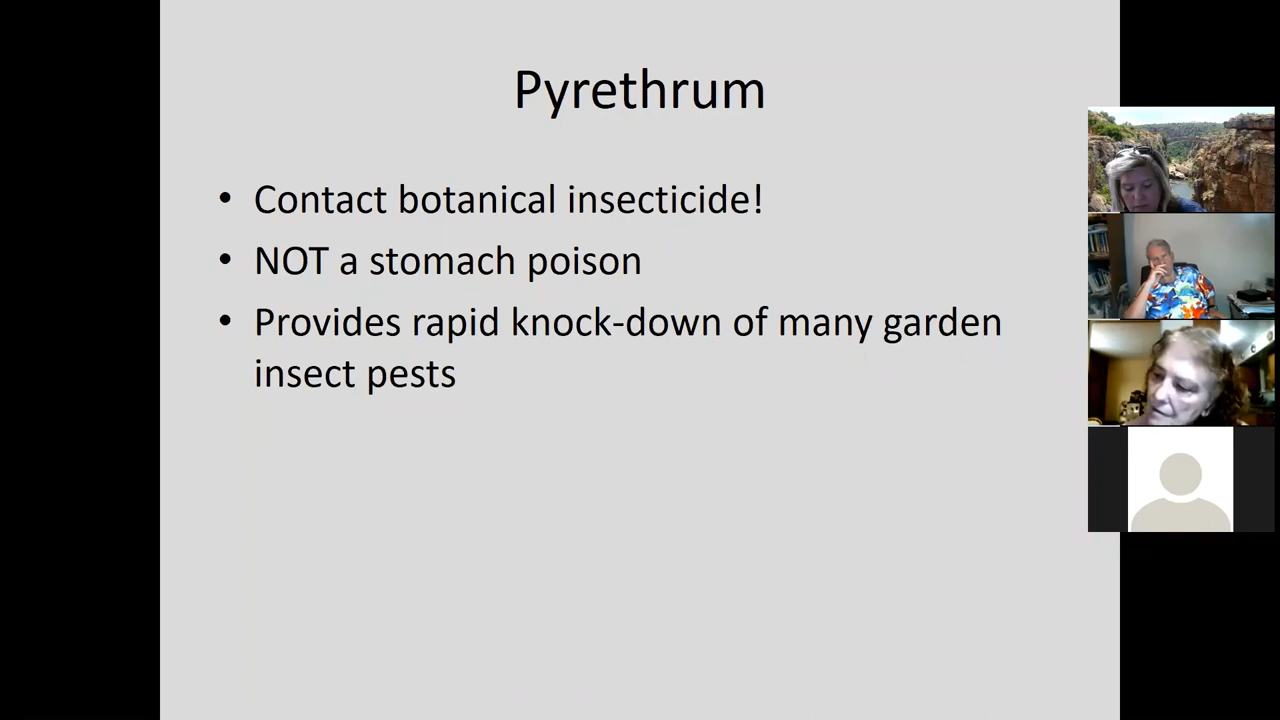 Pyrethrum
• Contact botanical insecticide!
• NOT a stomach poison
• Provides rapid knock-down of many garden
insect pests